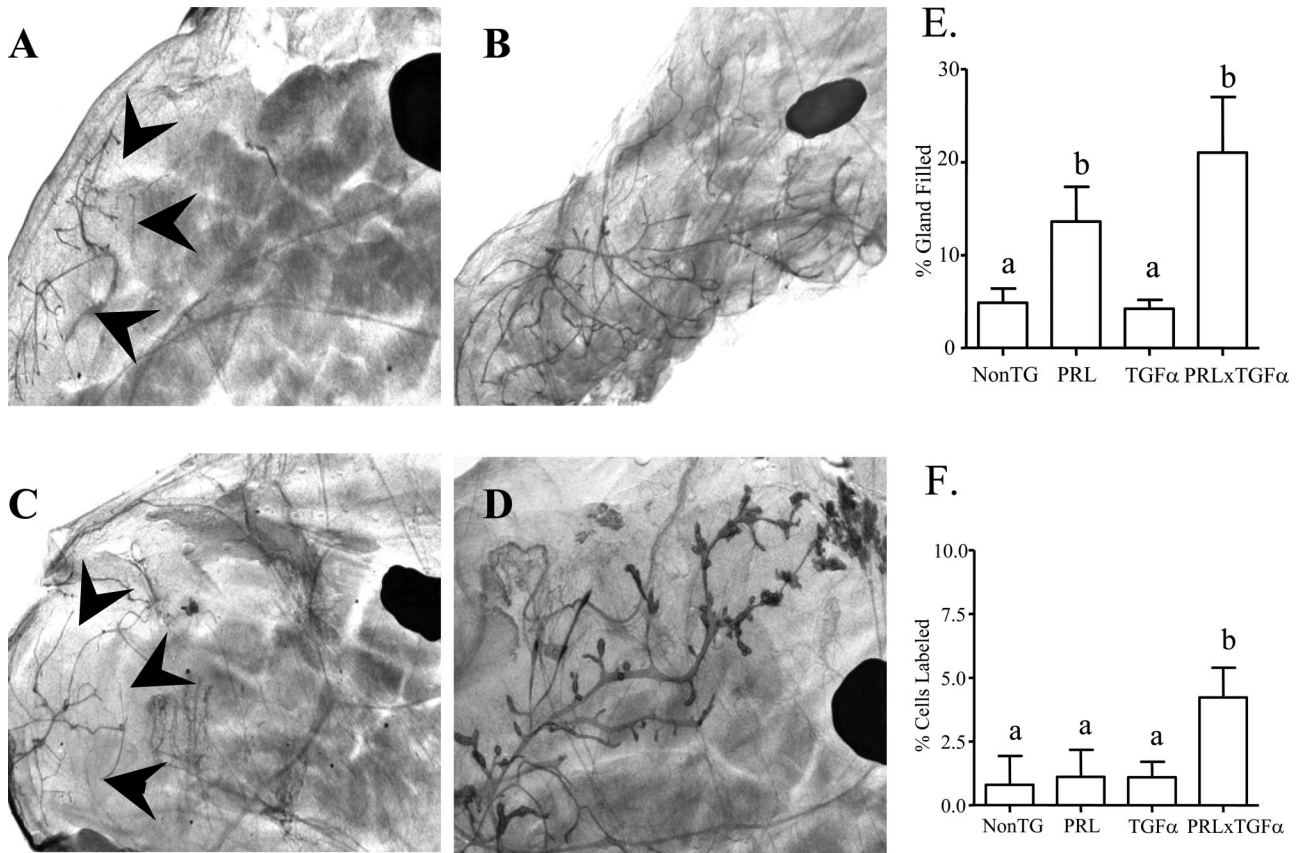 A
B
C
D
E.
% Gland Filled
30
20
10
0
a
b
a
b
NonTG
PRL
TGFα
PRLxTGFα
F.
% Cells Labeled
10.0
7.5
5.0
2.5
0.0
a
a
a
b
NonTG
PRL
TGFα
PRLxTGFα